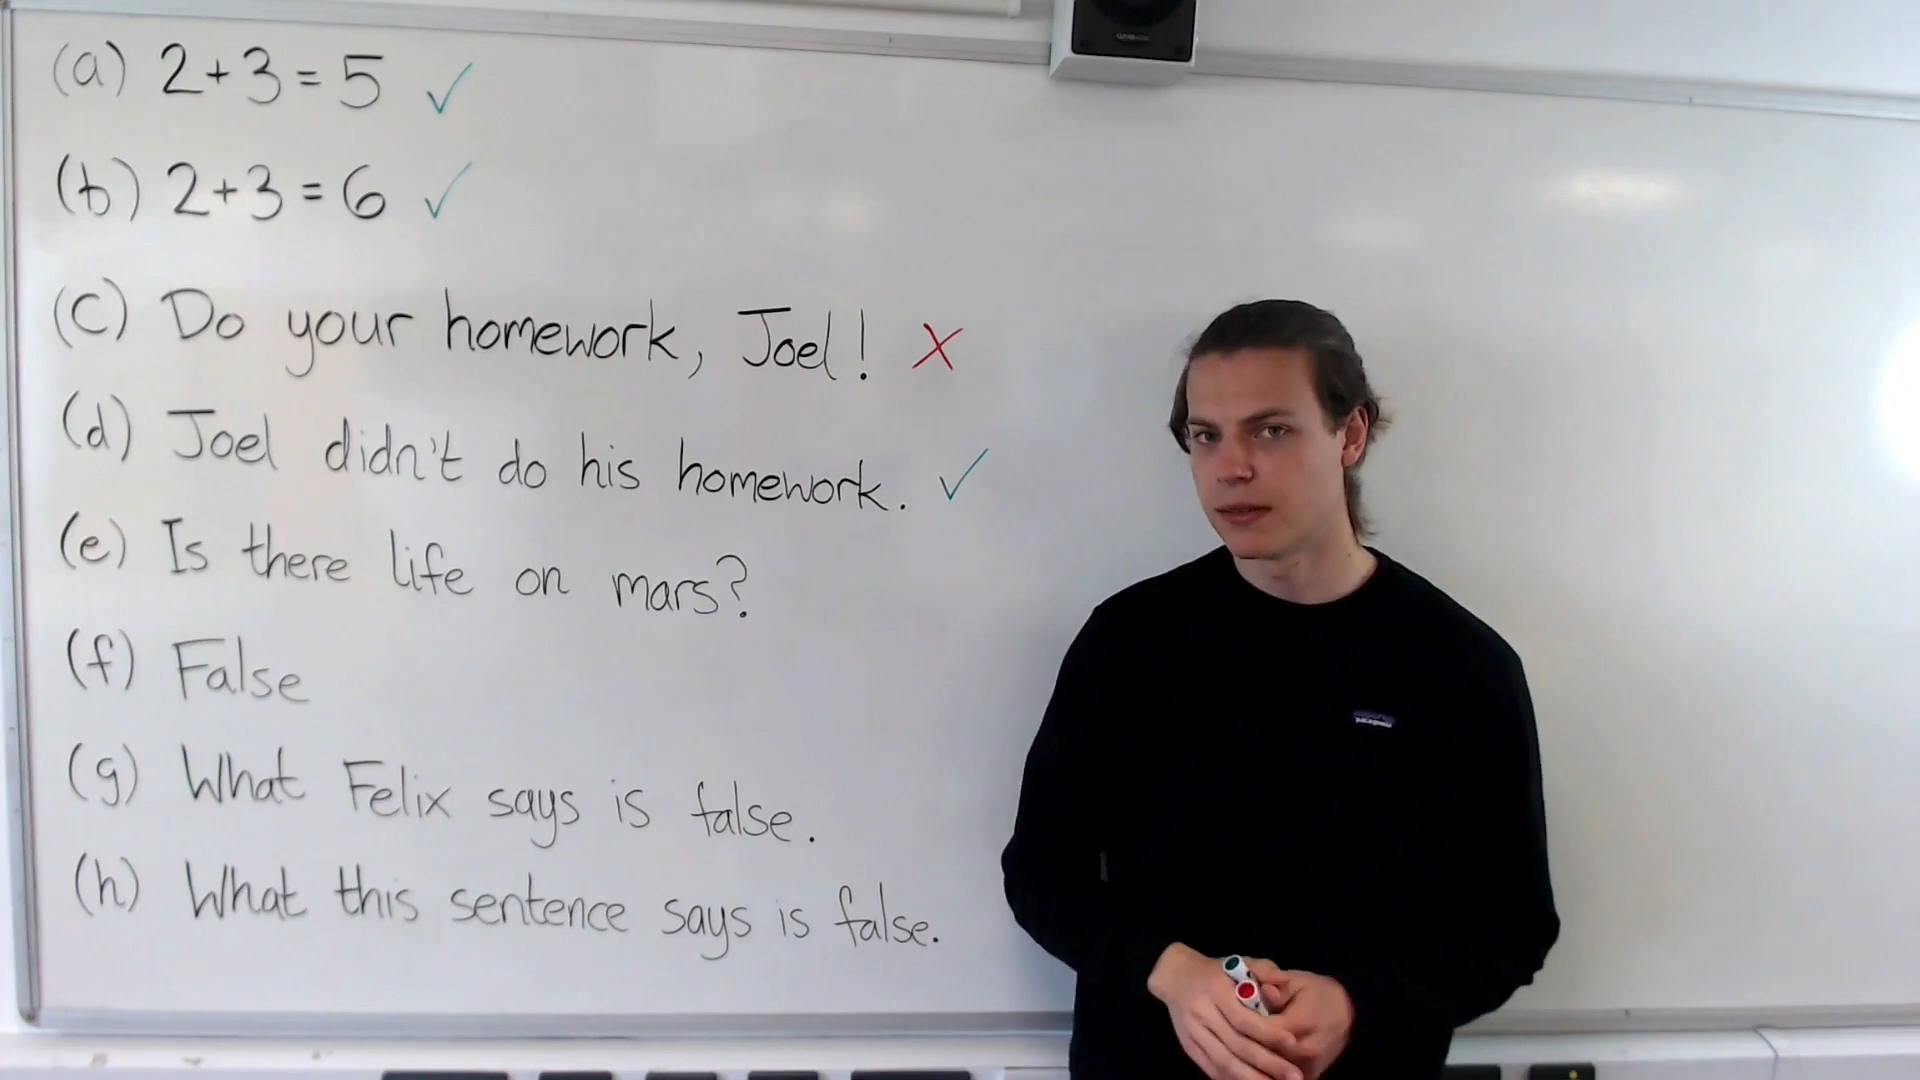 (a) 2+3=5 ✓
(b) 2+3=6 ✓
(c) Do your homework, Joel! X
(d) Joel didn't do his homework. ✓
(e) Is there life on mars?
(f) False
(g) What Felix says is false.
(h) What this sentence says is false.
patagonia